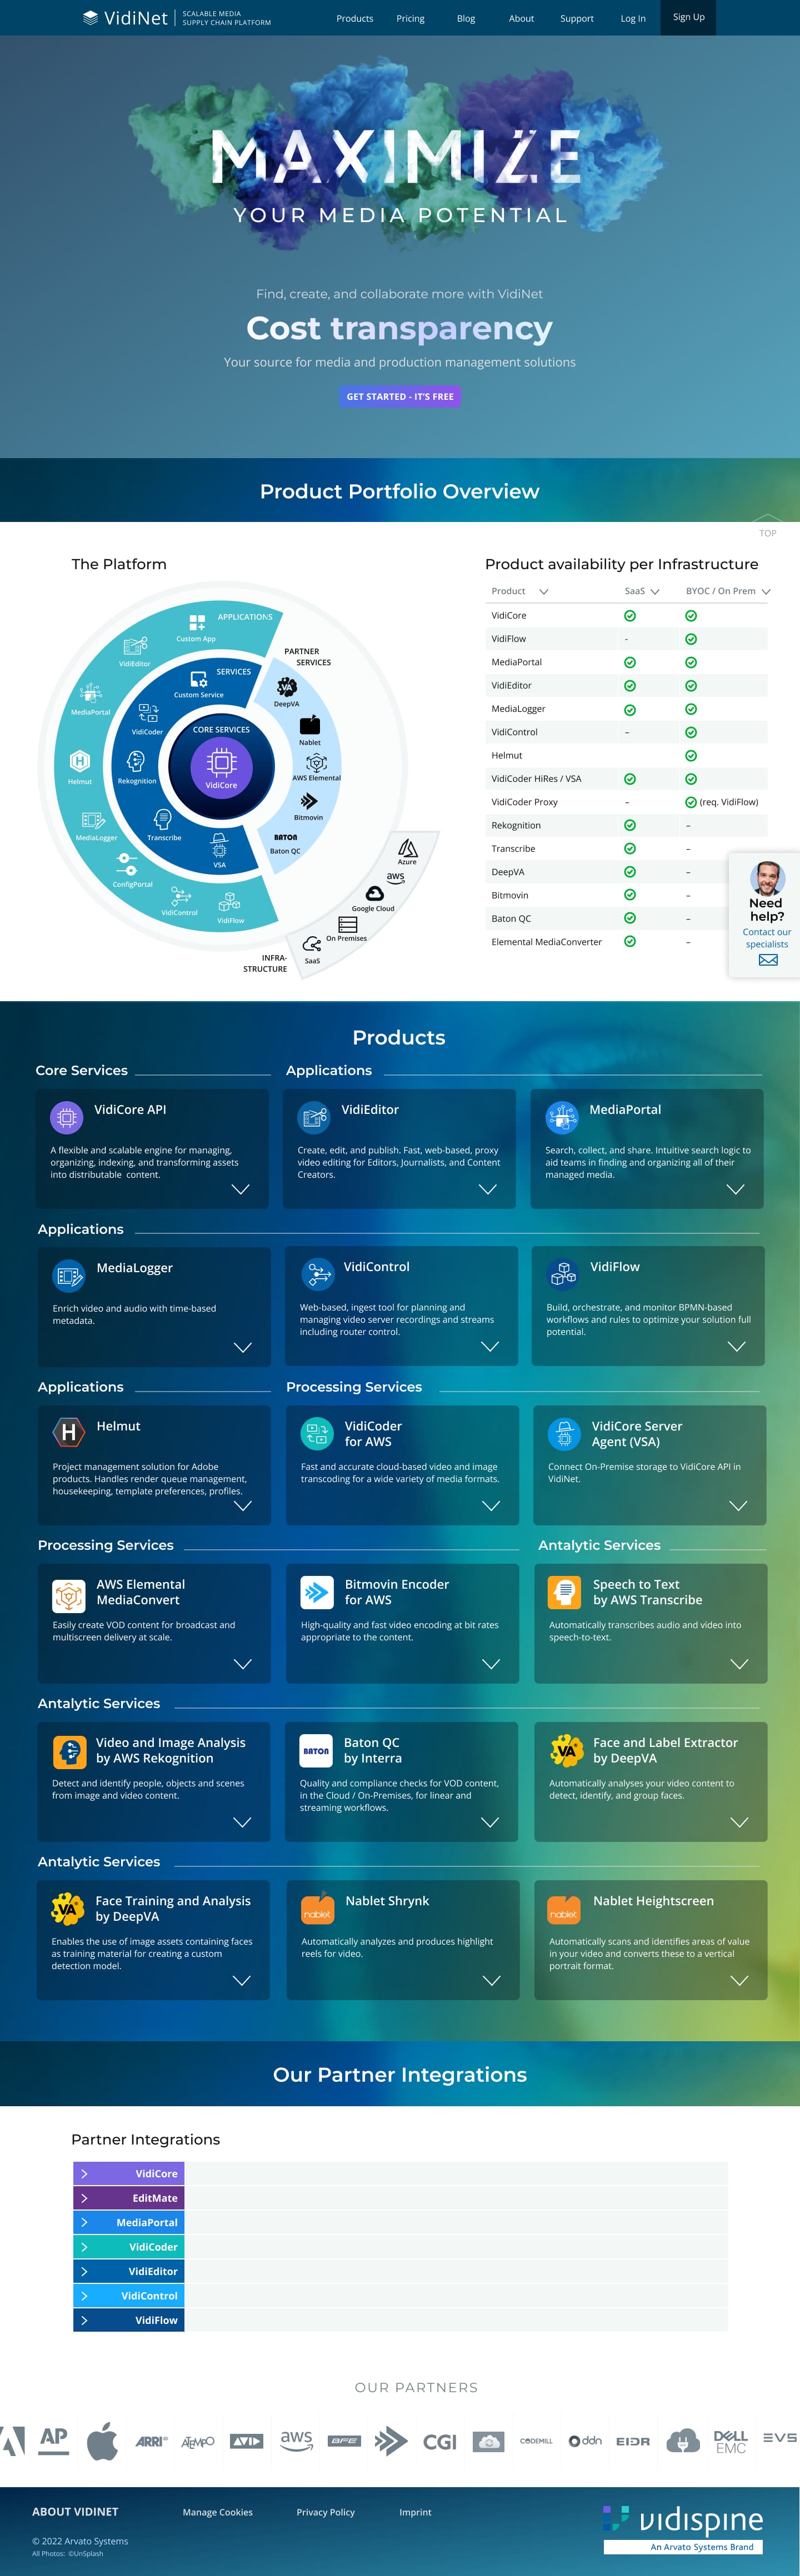 VidiNet
SCALABLE MEDIA
SUPPLY CHAIN PLATFORM
Products
Pricing
Blog
About
Support
Log In
Sign Up
MAXIMIZE
YOUR MEDIA POTENTIAL
Find, create, and collaborate more with VidiNet
Cost transparency
Your source for media and production management solutions
GET STARTED - IT'S FREE
Product Portfolio Overview
TOP
The Platform
APPLICATIONS
Custom App
VidiEditor
MediaPortal
Helmut
MediaLogger
ConfigPortal
VidiControl
VidiFlow
SERVICES
Custom Service
VidiCoder
Rekognition
Transcribe
VSA
CORE SERVICES
VidiCore
PARTNER
SERVICES
VA
DeepVA
Nablet
AWS Elemental
Bitmovin
BATON
Baton QC
Azure
aws
Google Cloud
On Premises
SaaS
INFRA-
STRUCTURE
Product availability per Infrastructure
Product SaaS BYOC / On Prem
VidiCore
VidiFlow -
MediaPortal
VidiEditor
MediaLogger
VidiControl –
Helmut
VidiCoder HiRes / VSA
VidiCoder Proxy – (req. VidiFlow)
Rekognition –
Transcribe –
DeepVA –
Bitmovin –
Baton QC –
Elemental MediaConverter –
Need
help?
Contact our
specialists
Products
Core Services
Applications
VidiCore API
A flexible and scalable engine for managing,
organizing, indexing, and transforming assets
into distributable content.
VidiEditor
Create, edit, and publish. Fast, web-based, proxy
video editing for Editors, Journalists, and Content
Creators.
MediaPortal
Search, collect, and share. Intuitive search logic to
aid teams in finding and organizing all of their
managed media.
Applications
MediaLogger
Enrich video and audio with time-based
metadata.
VidiControl
Web-based, ingest tool for planning and
managing video server recordings and streams
including router control.
VidiFlow
Build, orchestrate, and monitor BPMN-based
workflows and rules to optimize your solution full
potential.
Applications
Processing Services
H
Helmut
Project management solution for Adobe
products. Handles render queue management,
housekeeping, template preferences, profiles.
VidiCoder
for AWS
Fast and accurate cloud-based video and image
transcoding for a wide variety of media formats.
VidiCore Server
Agent (VSA)
Connect On-Premise storage to VidiCore API in
VidiNet.
Processing Services
Antalytic Services
AWS Elemental
MediaConvert
Easily create VOD content for broadcast and
multiscreen delivery at scale.
Bitmovin Encoder
for AWS
High-quality and fast video encoding at bit rates
appropriate to the content.
Speech to Text
by AWS Transcribe
Automatically transcribes audio and video into
speech-to-text.
Antalytic Services
Video and Image Analysis
by AWS Rekognition
Detect and identify people, objects and scenes
from image and video content.
BATON
Baton QC
by Interra
Quality and compliance checks for VOD content,
in the Cloud / On-Premises, for linear and
streaming workflows.
VA
Face and Label Extractor
by DeepVA
Automatically analyses your video content to
detect, identify, and group faces.
Antalytic Services
VA
Face Training and Analysis
by DeepVA
Enables the use of image assets containing faces
as training material for creating a custom
detection model.
nablet
Nablet Shrynk
Automatically analyzes and produces highlight
reels for video.
nablet
Nablet Heightscreen
Automatically scans and identifies areas of value
in your video and converts these to a vertical
portrait format.
Our Partner Integrations
Partner Integrations
VidiCore
EditMate
MediaPortal
VidiCoder
VidiEditor
VidiControl
VidiFlow
OUR PARTNERS
AP
ARRI
ATEMPO
AVID
aws
BFE
CGI
CODEMILL
ddn
EIDR
DELL
EMC
EVS
ABOUT VIDINET
Manage Cookies
Privacy Policy
Imprint
© 2022 Arvato Systems
All Photos: ©UnSplash
vidispine
An Arvato Systems Brand